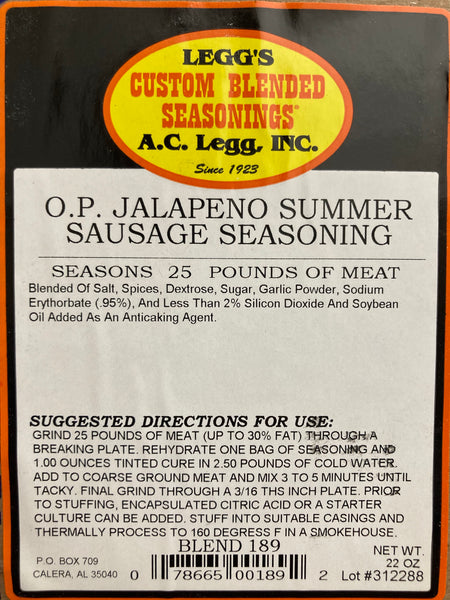 LEGG'S
CUSTOM BLENDED
SEASONINGS®
A.C. Legg, INC.
Since 1923
O.P. JALAPENO SUMMER
SAUSAGE SEASONING
SEASONS 25 POUNDS OF MEAT
Blended Of Salt, Spices, Dextrose, Sugar, Garlic Powder, Sodium
Erythorbate (.95%), And Less Than 2% Silicon Dioxide And Soybean
Oil Added As An Anticaking Agent.
SUGGESTED DIRECTIONS FOR USE:
GRIND 25 POUNDS OF MEAT (UP TO 30% FAT) THROUGH A
BREAKING PLATE. REHYDRATE ONE BAG OF SEASONING AND
1.00 OUNCES TINTED CURE IN 2.50 POUNDS OF COLD WATER.
ADD TO COARSE GROUND MEAT AND MIX 3 TO 5 MINUTES UNTIL
TACKY. FINAL GRIND THROUGH A 3/16 THS INCH PLATE. PRIOR
TO STUFFING, ENCAPSULATED CITRIC ACID OR A STARTER
CULTURE CAN BE ADDED. STUFF INTO SUITABLE CASINGS AND
THERMALLY PROCESS TO 160 DEGRESS F IN A SMOKEHOUSE.
BLEND 189
P.O. BOX 709
CALERA, AL 35040
0 78665 00189 2
NET WT.
22 OZ
Lot #312288